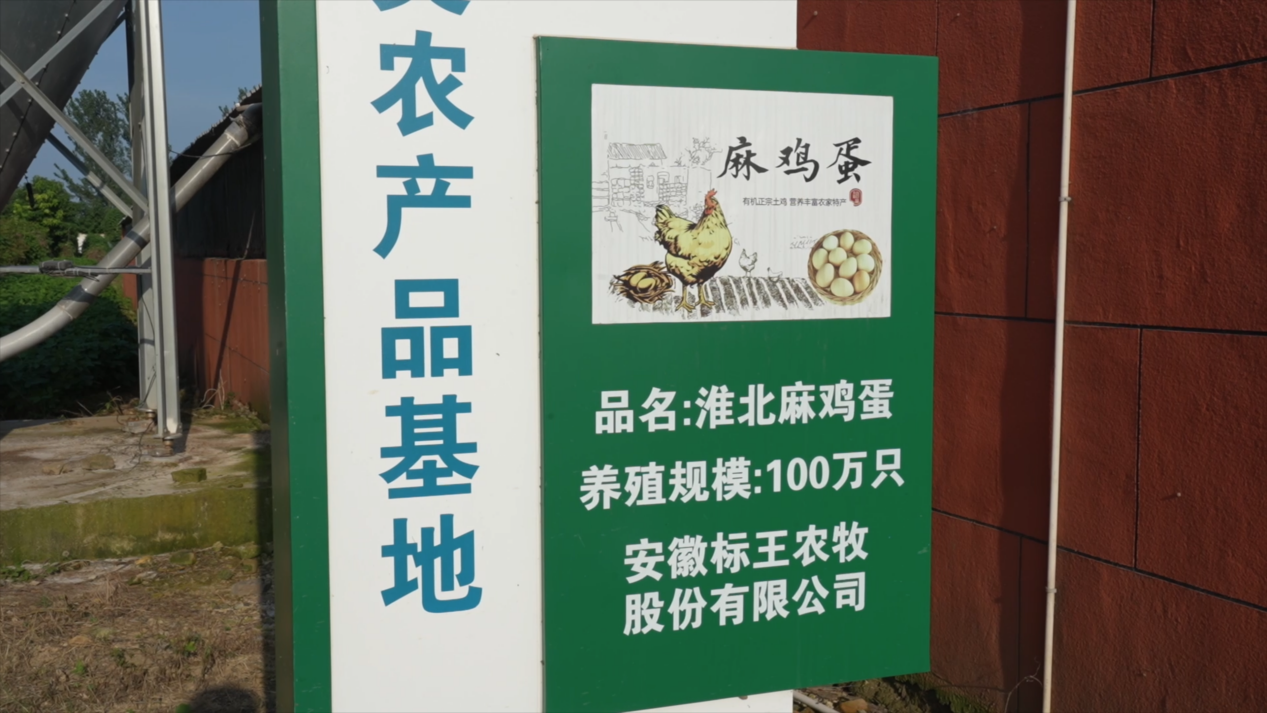 农产品基地
麻鸡蛋
有机正宗土鸡 营养丰富农家特产
品名:淮北麻鸡蛋
养殖规模:100万只
安徽标王农牧
股份有限公司